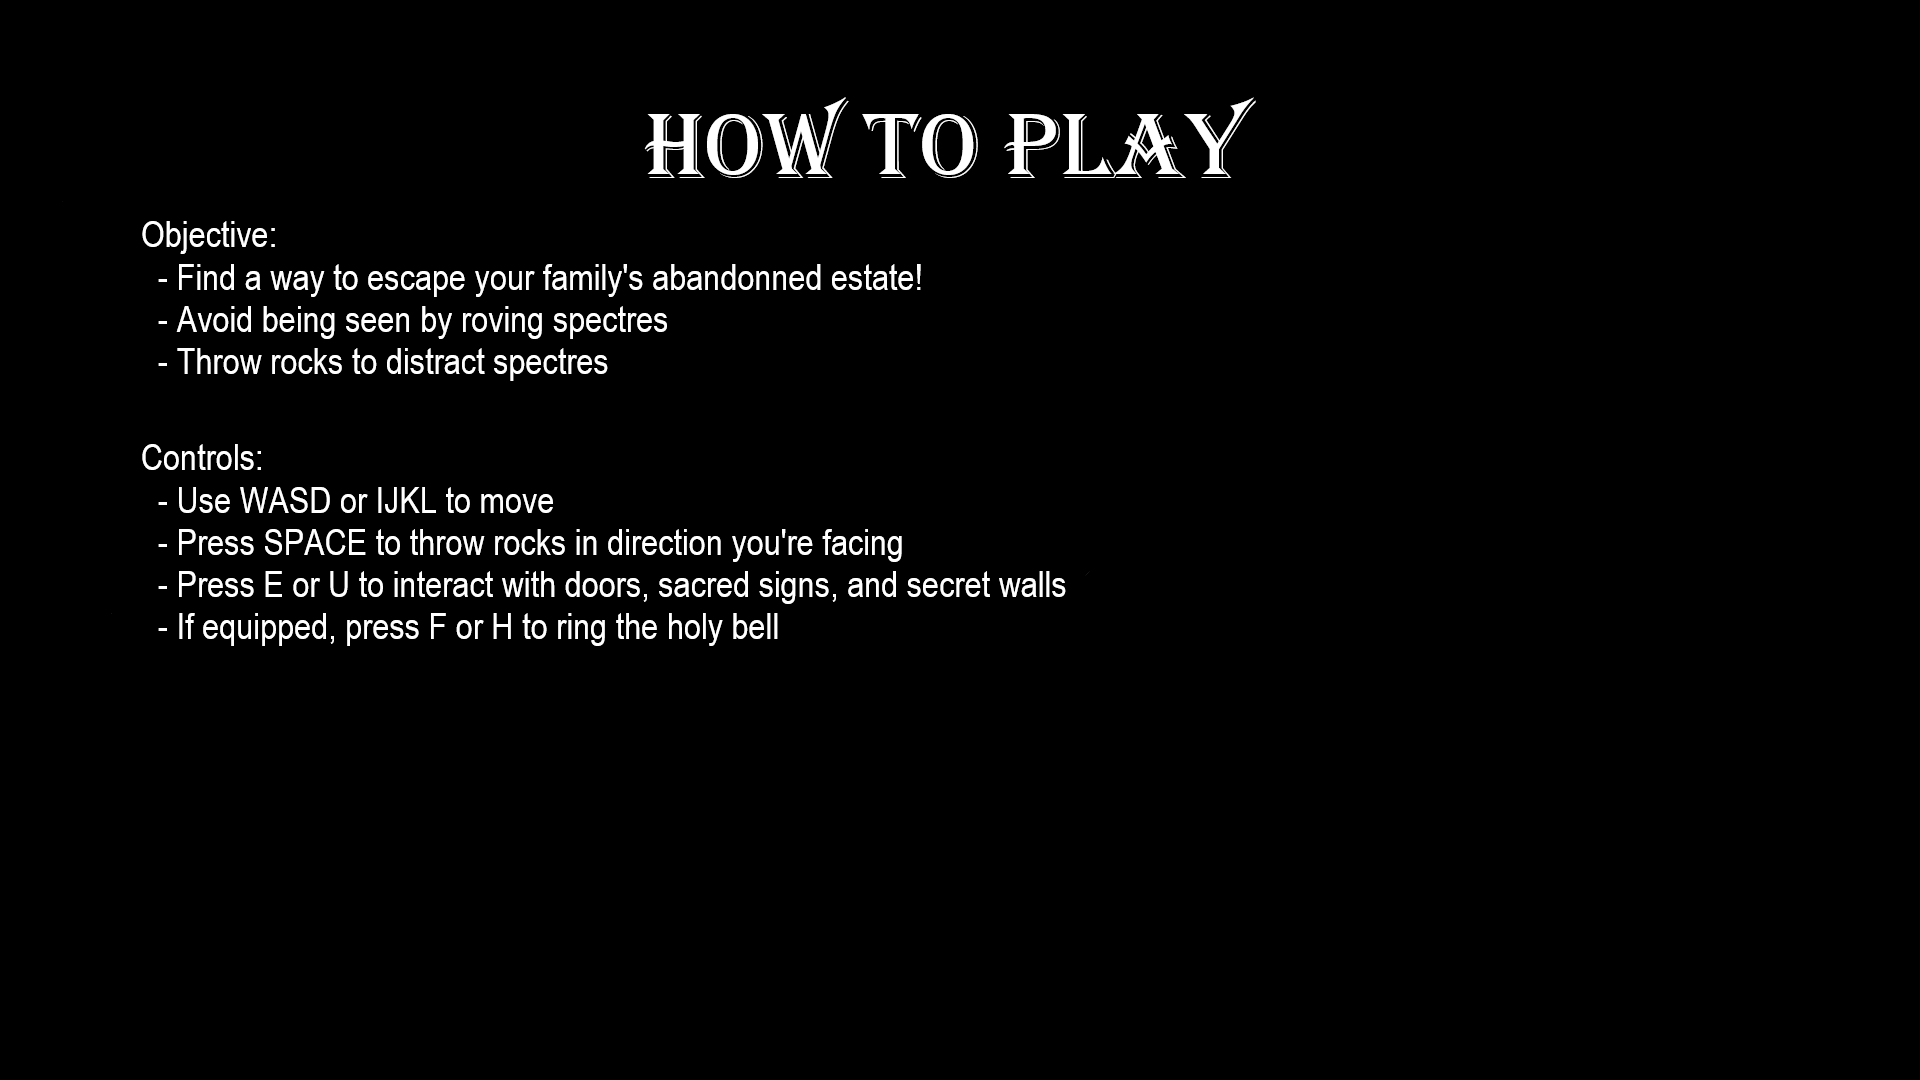 HOW TO PLAY
Objective:
- Find a way to escape your family's abandonned estate!
- Avoid being seen by roving spectres
- Throw rocks to distract spectres
Controls:
- Use WASD or IJKL to move
- Press SPACE to throw rocks in direction you're facing
- Press E or U to interact with doors, sacred signs, and secret walls
- If equipped, press F or H to ring the holy bell